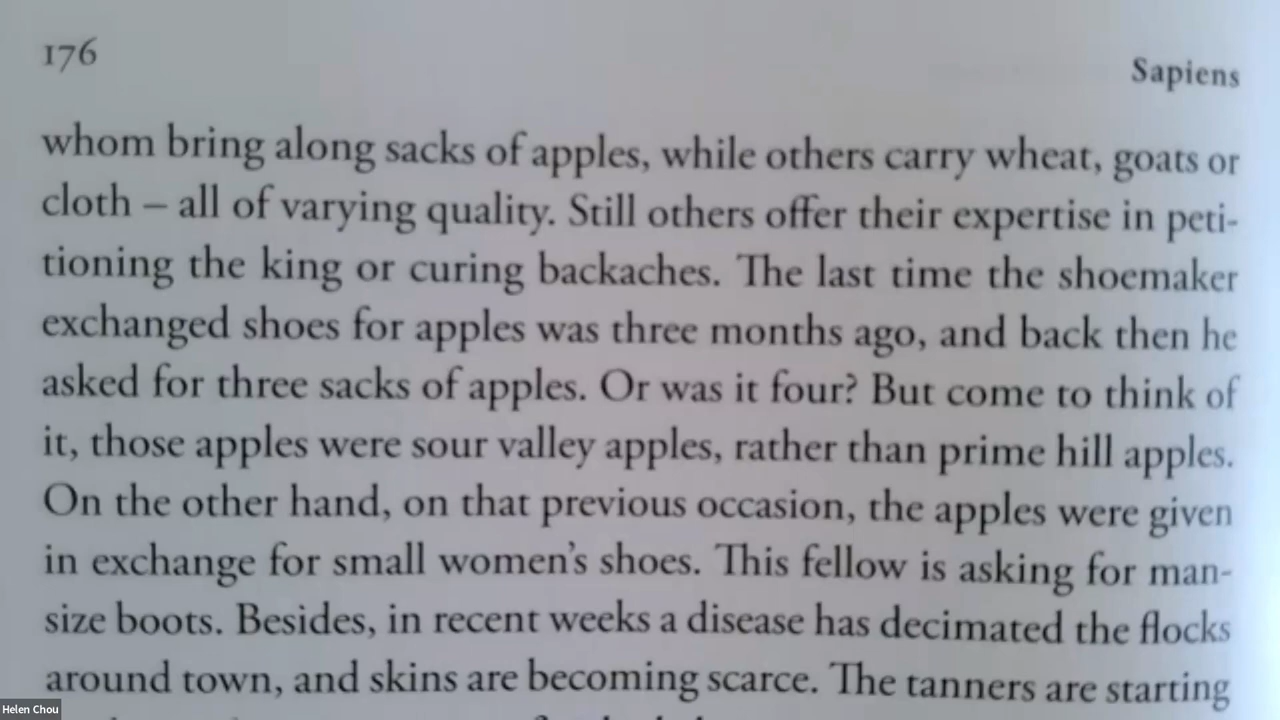 176
Sapiens
whom bring along sacks of apples, while others carry wheat, goats or
cloth – all of varying quality. Still others offer their expertise in peti-
tioning the king or curing backaches. The last time the shoemaker
exchanged shoes for apples was three months ago, and back then he
asked for three sacks of apples. Or was it four? But come to think of
it, those apples were sour valley apples, rather than prime hill apples.
On the other hand, on that previous occasion, the apples were given
in exchange for small women’s shoes. This fellow is asking for man-
size boots. Besides, in recent weeks a disease has decimated the flocks
around town, and skins are becoming scarce. The tanners are starting
Helen Chou